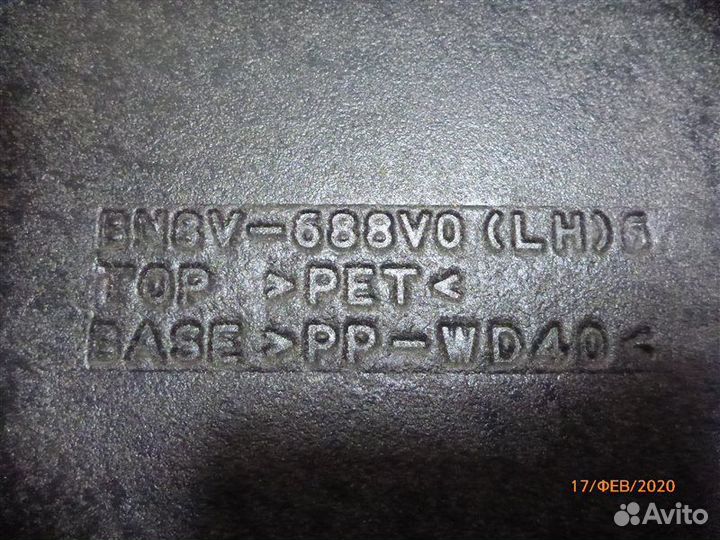 BN8V-688V0 (LH)6
TOP >PET<
BASE >PP-WD40<
17/ФЕВ/2020
Avito